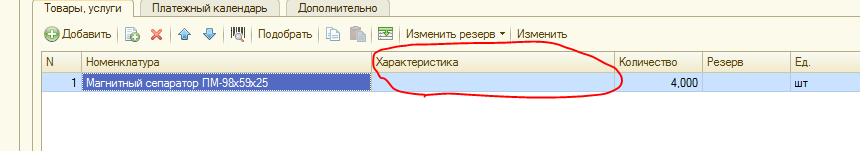 Товары, услуги Платежный календарь Дополнительно
Добавить Подобрать Изменить резерв Изменить
N Номенклатура Характеристика Количество Резерв Ед.
1 Магнитный сепаратор ПМ-98х59х25 4,000 шт